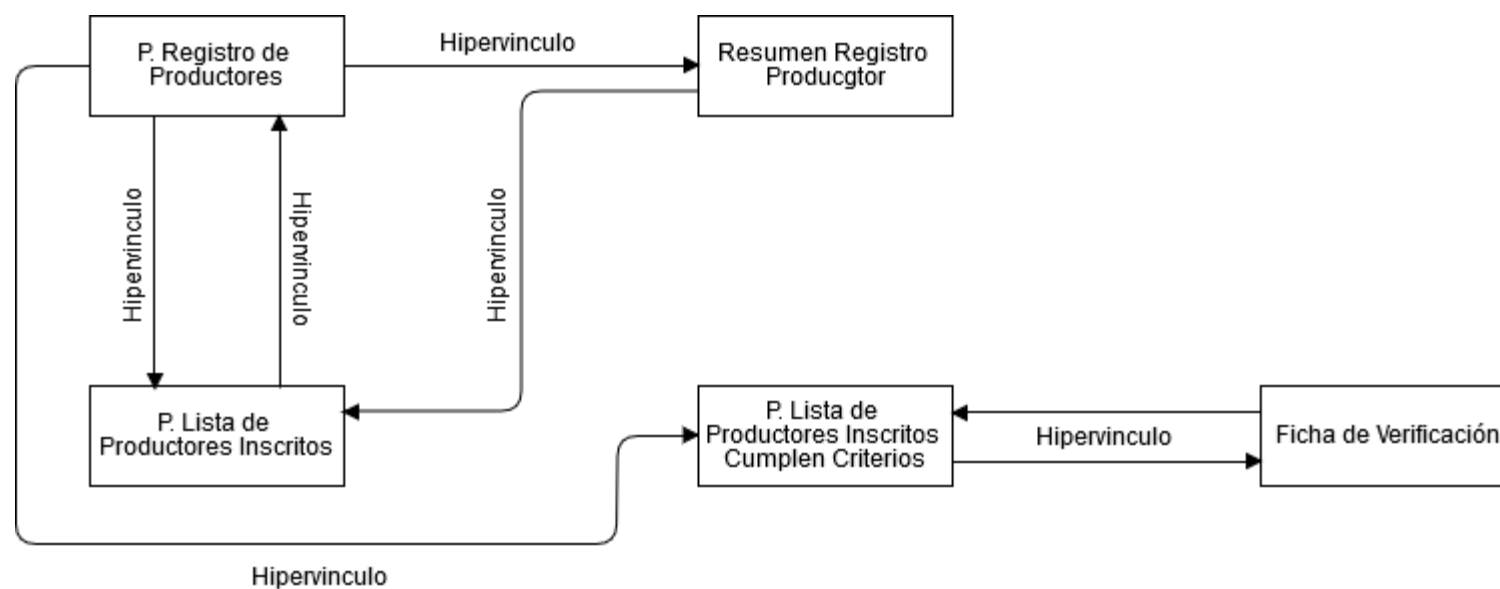 P. Registro de
Productores
Hipervinculo
Resumen Registro
Producgtor
Hipervinculo
Hipervinculo
Hipervinculo
P. Lista de
Productores Inscritos
P. Lista de
Productores Inscritos
Cumplen Criterios
Hipervinculo
Ficha de Verificación
Hipervinculo